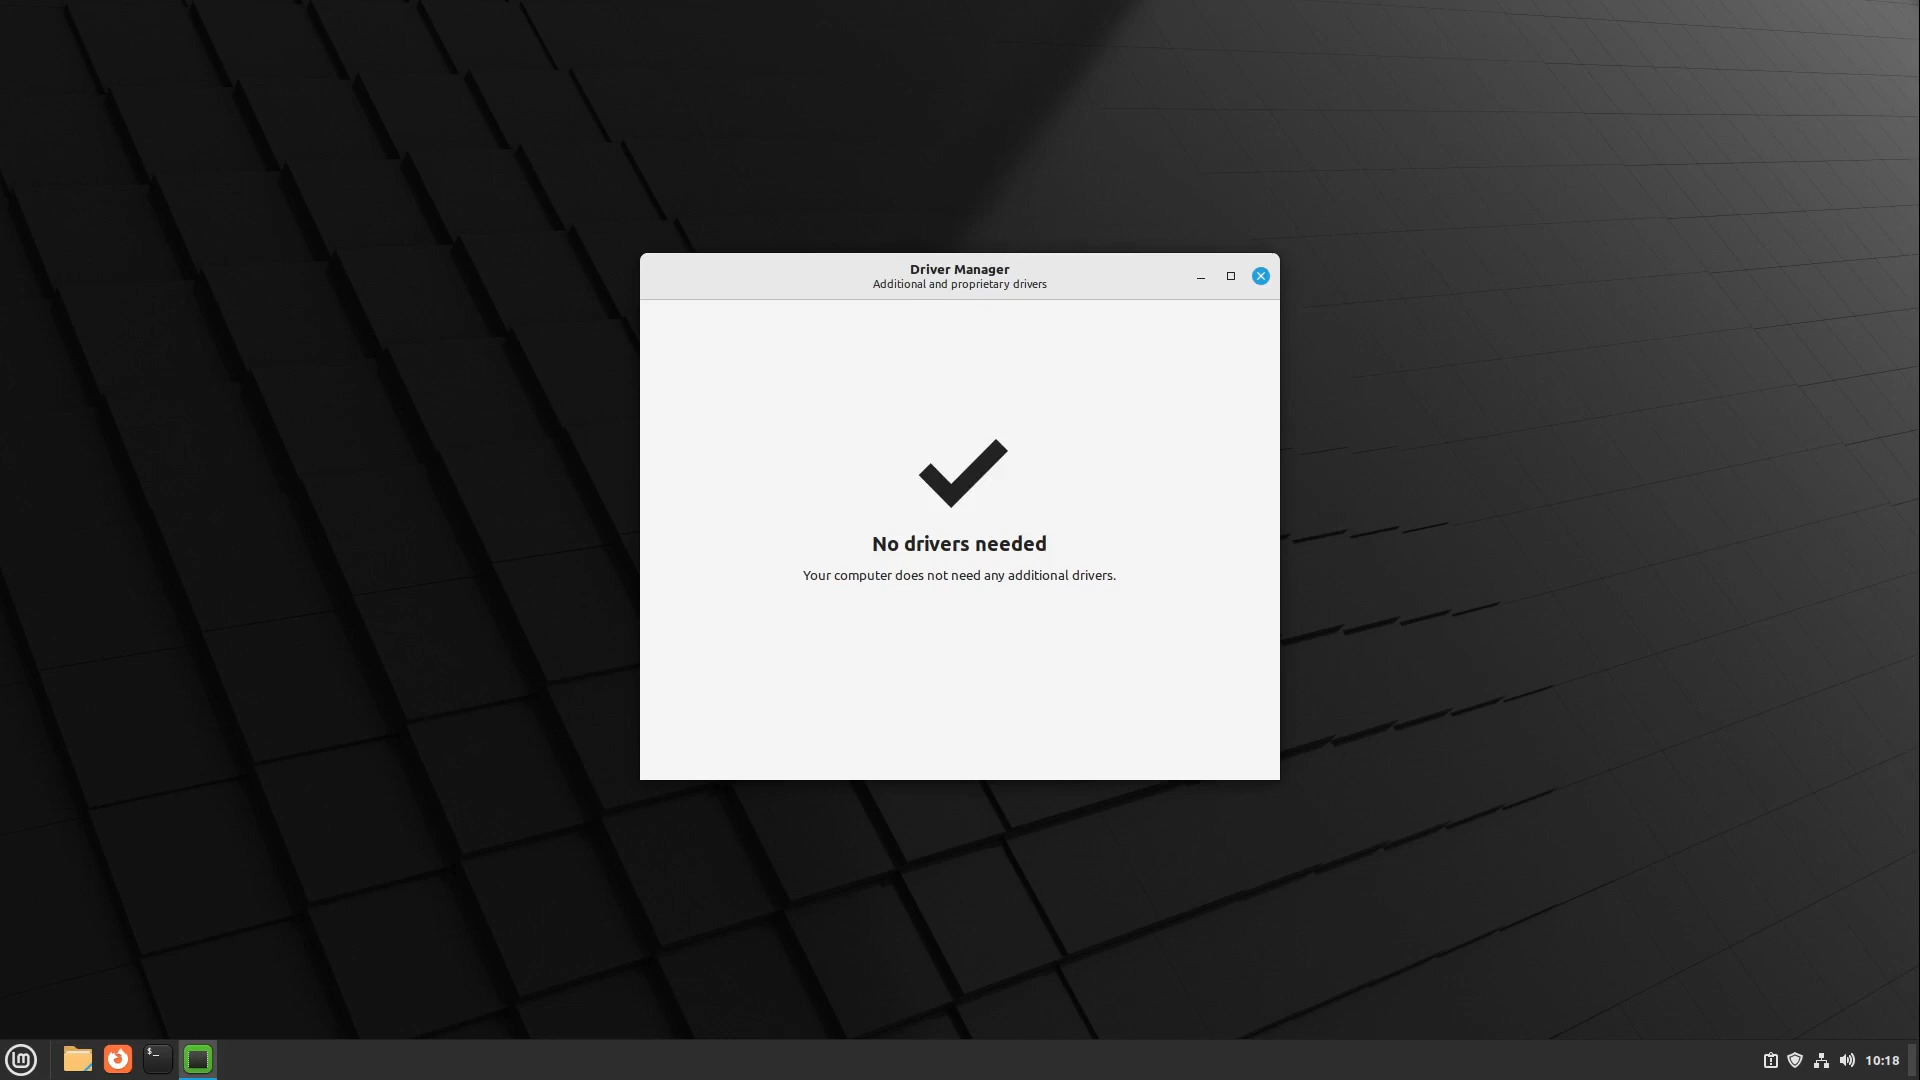 Driver Manager
Additional and proprietary drivers
No drivers needed
Your computer does not need any additional drivers.
$_
10:18